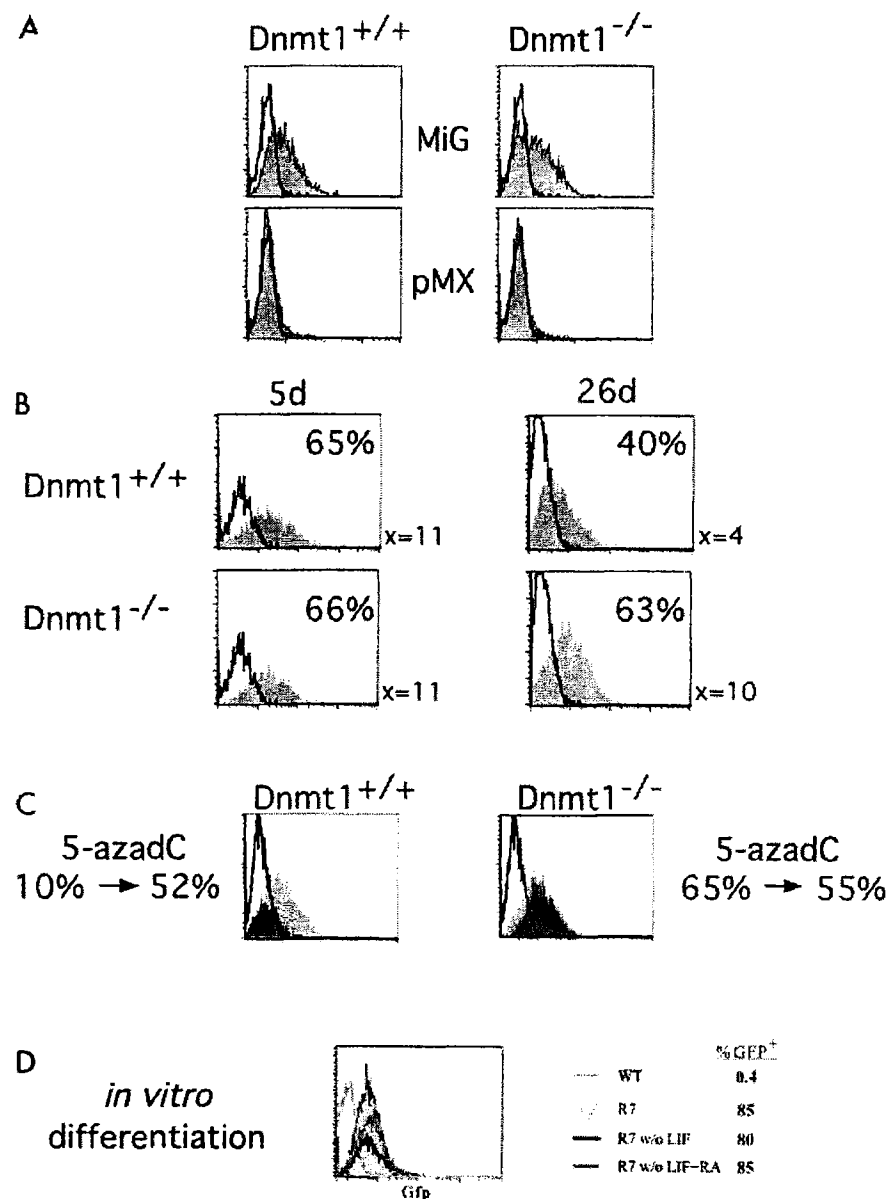 A
Dnmt1+/+ Dnmt1-/-
MiG
pMX
B
5d 26d
Dnmt1+/+ 65% x=11 40% x=4
Dnmt1-/- 66% x=11 63% x=10
C
Dnmt1+/+ Dnmt1-/-
5-azadC 5-azadC
10% → 52% 65% → 55%
D
in vitro
differentiation
Gfp
% GFP+
WT 0.4
R7 85
R7 w/o LIF 80
R7 w/o LIF-RA 85